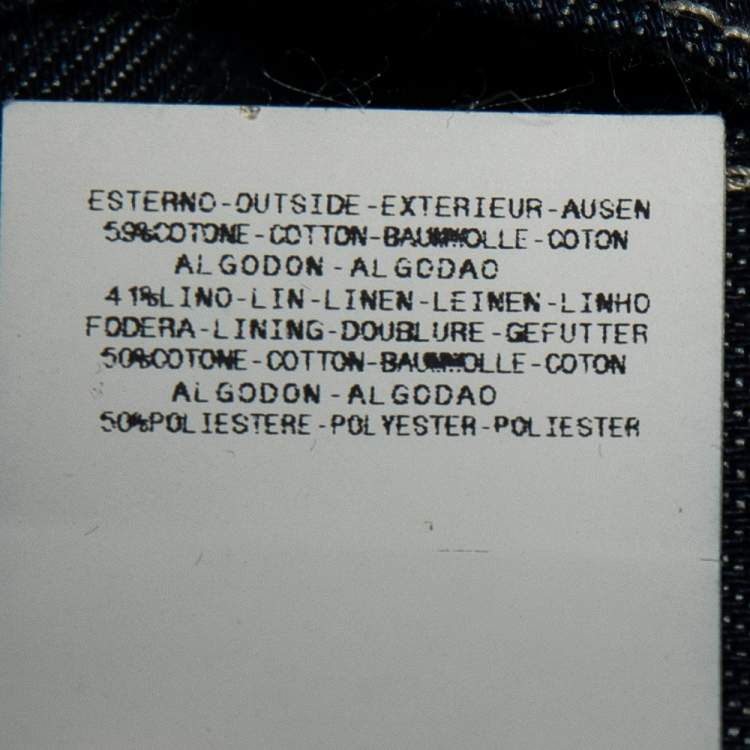 ESTERNO-OUTSIDE-EXTERIEUR-AUSEN
59%COTONE-COTTON-BAUMWOLLE-COTON
ALGODON-ALGODAO
41%LINO-LIN-LINEN-LEINEN-LINHO
FODERA-LINING-DOUBLURE-GEFUTTER
50%COTONE-COTTON-BAUMWOLLE-COTON
ALGODON-ALGODAO
50%POLIESTERE-POLYESTER-POLIESTER